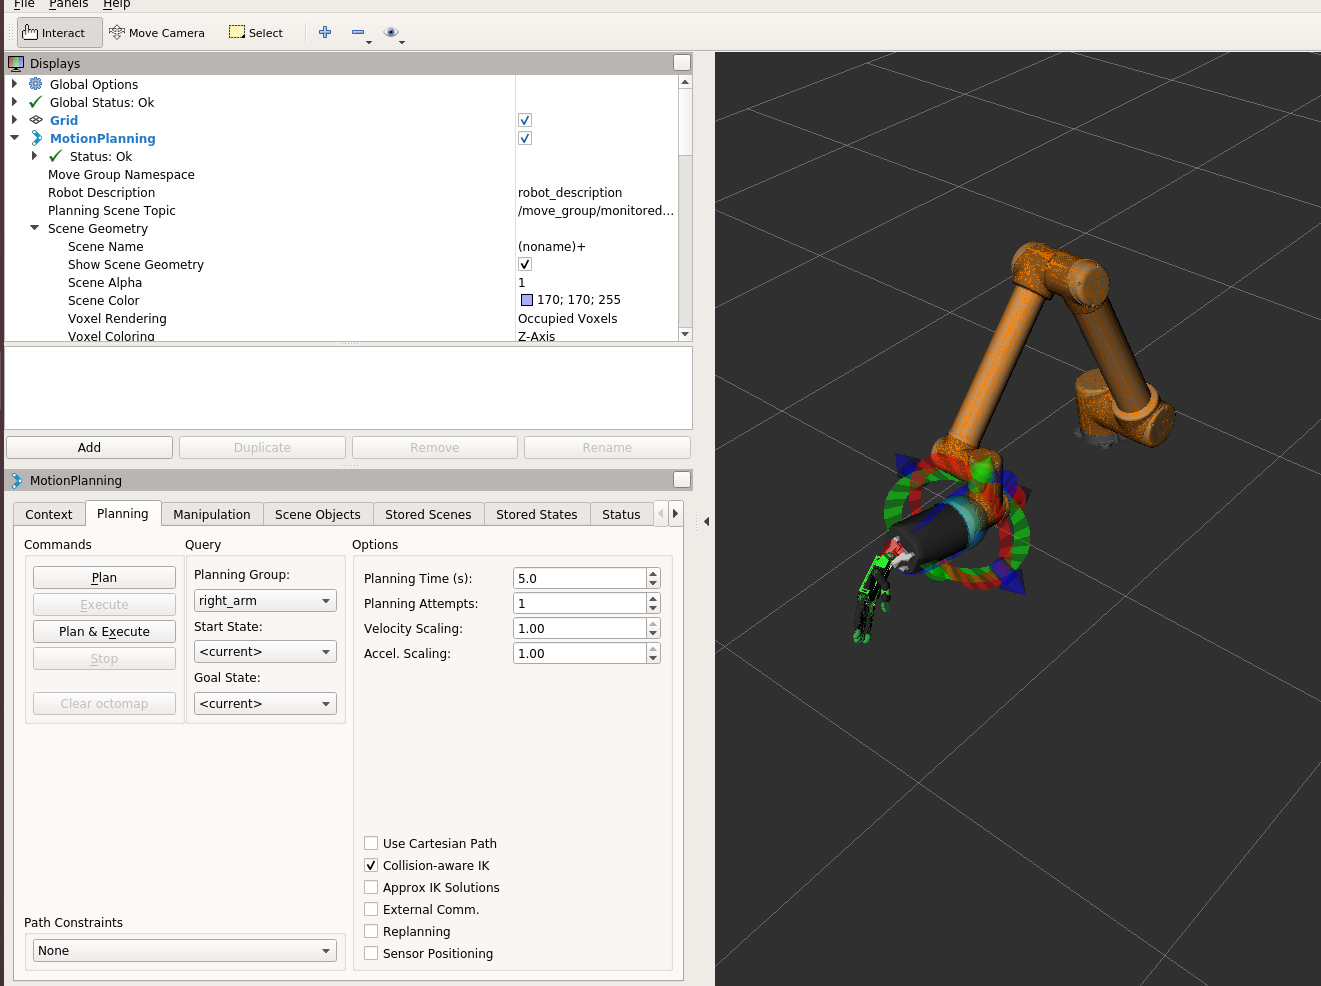 File Panels Help
Interact Move Camera Select
Displays
Global Options
Global Status: Ok
Grid
MotionPlanning
Status: Ok
Move Group Namespace
Robot Description robot_description
Planning Scene Topic /move_group/monitored...
Scene Geometry
Scene Name (noname)+
Show Scene Geometry
Scene Alpha 1
Scene Color 170; 170; 255
Voxel Rendering Occupied Voxels
Voxel Coloring Z-Axis
Add Duplicate Remove Rename
MotionPlanning
Context Planning Manipulation Scene Objects Stored Scenes Stored States Status
Commands Query Options
Plan
Execute
Plan & Execute
Stop
Clear octomap
Planning Group:
right_arm
Start State:
<current>
Goal State:
<current>
Planning Time (s): 5.0
Planning Attempts: 1
Velocity Scaling: 1.00
Accel. Scaling: 1.00
Use Cartesian Path
Collision-aware IK
Approx IK Solutions
External Comm.
Replanning
Sensor Positioning
Path Constraints
None